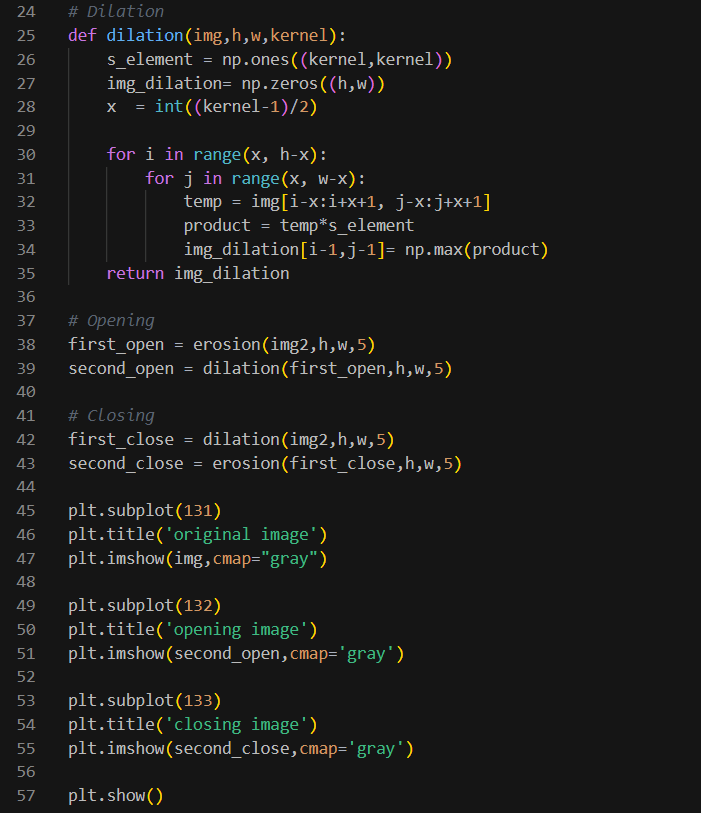 24 # Dilation
25 def dilation(img,h,w,kernel):
26     s_element = np.ones((kernel,kernel))
27     img_dilation= np.zeros((h,w))
28     x  = int((kernel-1)/2)
29
30     for i in range(x, h-x):
31         for j in range(x, w-x):
32             temp = img[i-x:i+x+1, j-x:j+x+1]
33             product = temp*s_element
34             img_dilation[i-1,j-1]= np.max(product)
35     return img_dilation
36
37 # Opening
38 first_open = erosion(img2,h,w,5)
39 second_open = dilation(first_open,h,w,5)
40
41 # Closing
42 first_close = dilation(img2,h,w,5)
43 second_close = erosion(first_close,h,w,5)
44
45 plt.subplot(131)
46 plt.title('original image')
47 plt.imshow(img,cmap="gray")
48
49 plt.subplot(132)
50 plt.title('opening image')
51 plt.imshow(second_open,cmap='gray')
52
53 plt.subplot(133)
54 plt.title('closing image')
55 plt.imshow(second_close,cmap='gray')
56
57 plt.show()